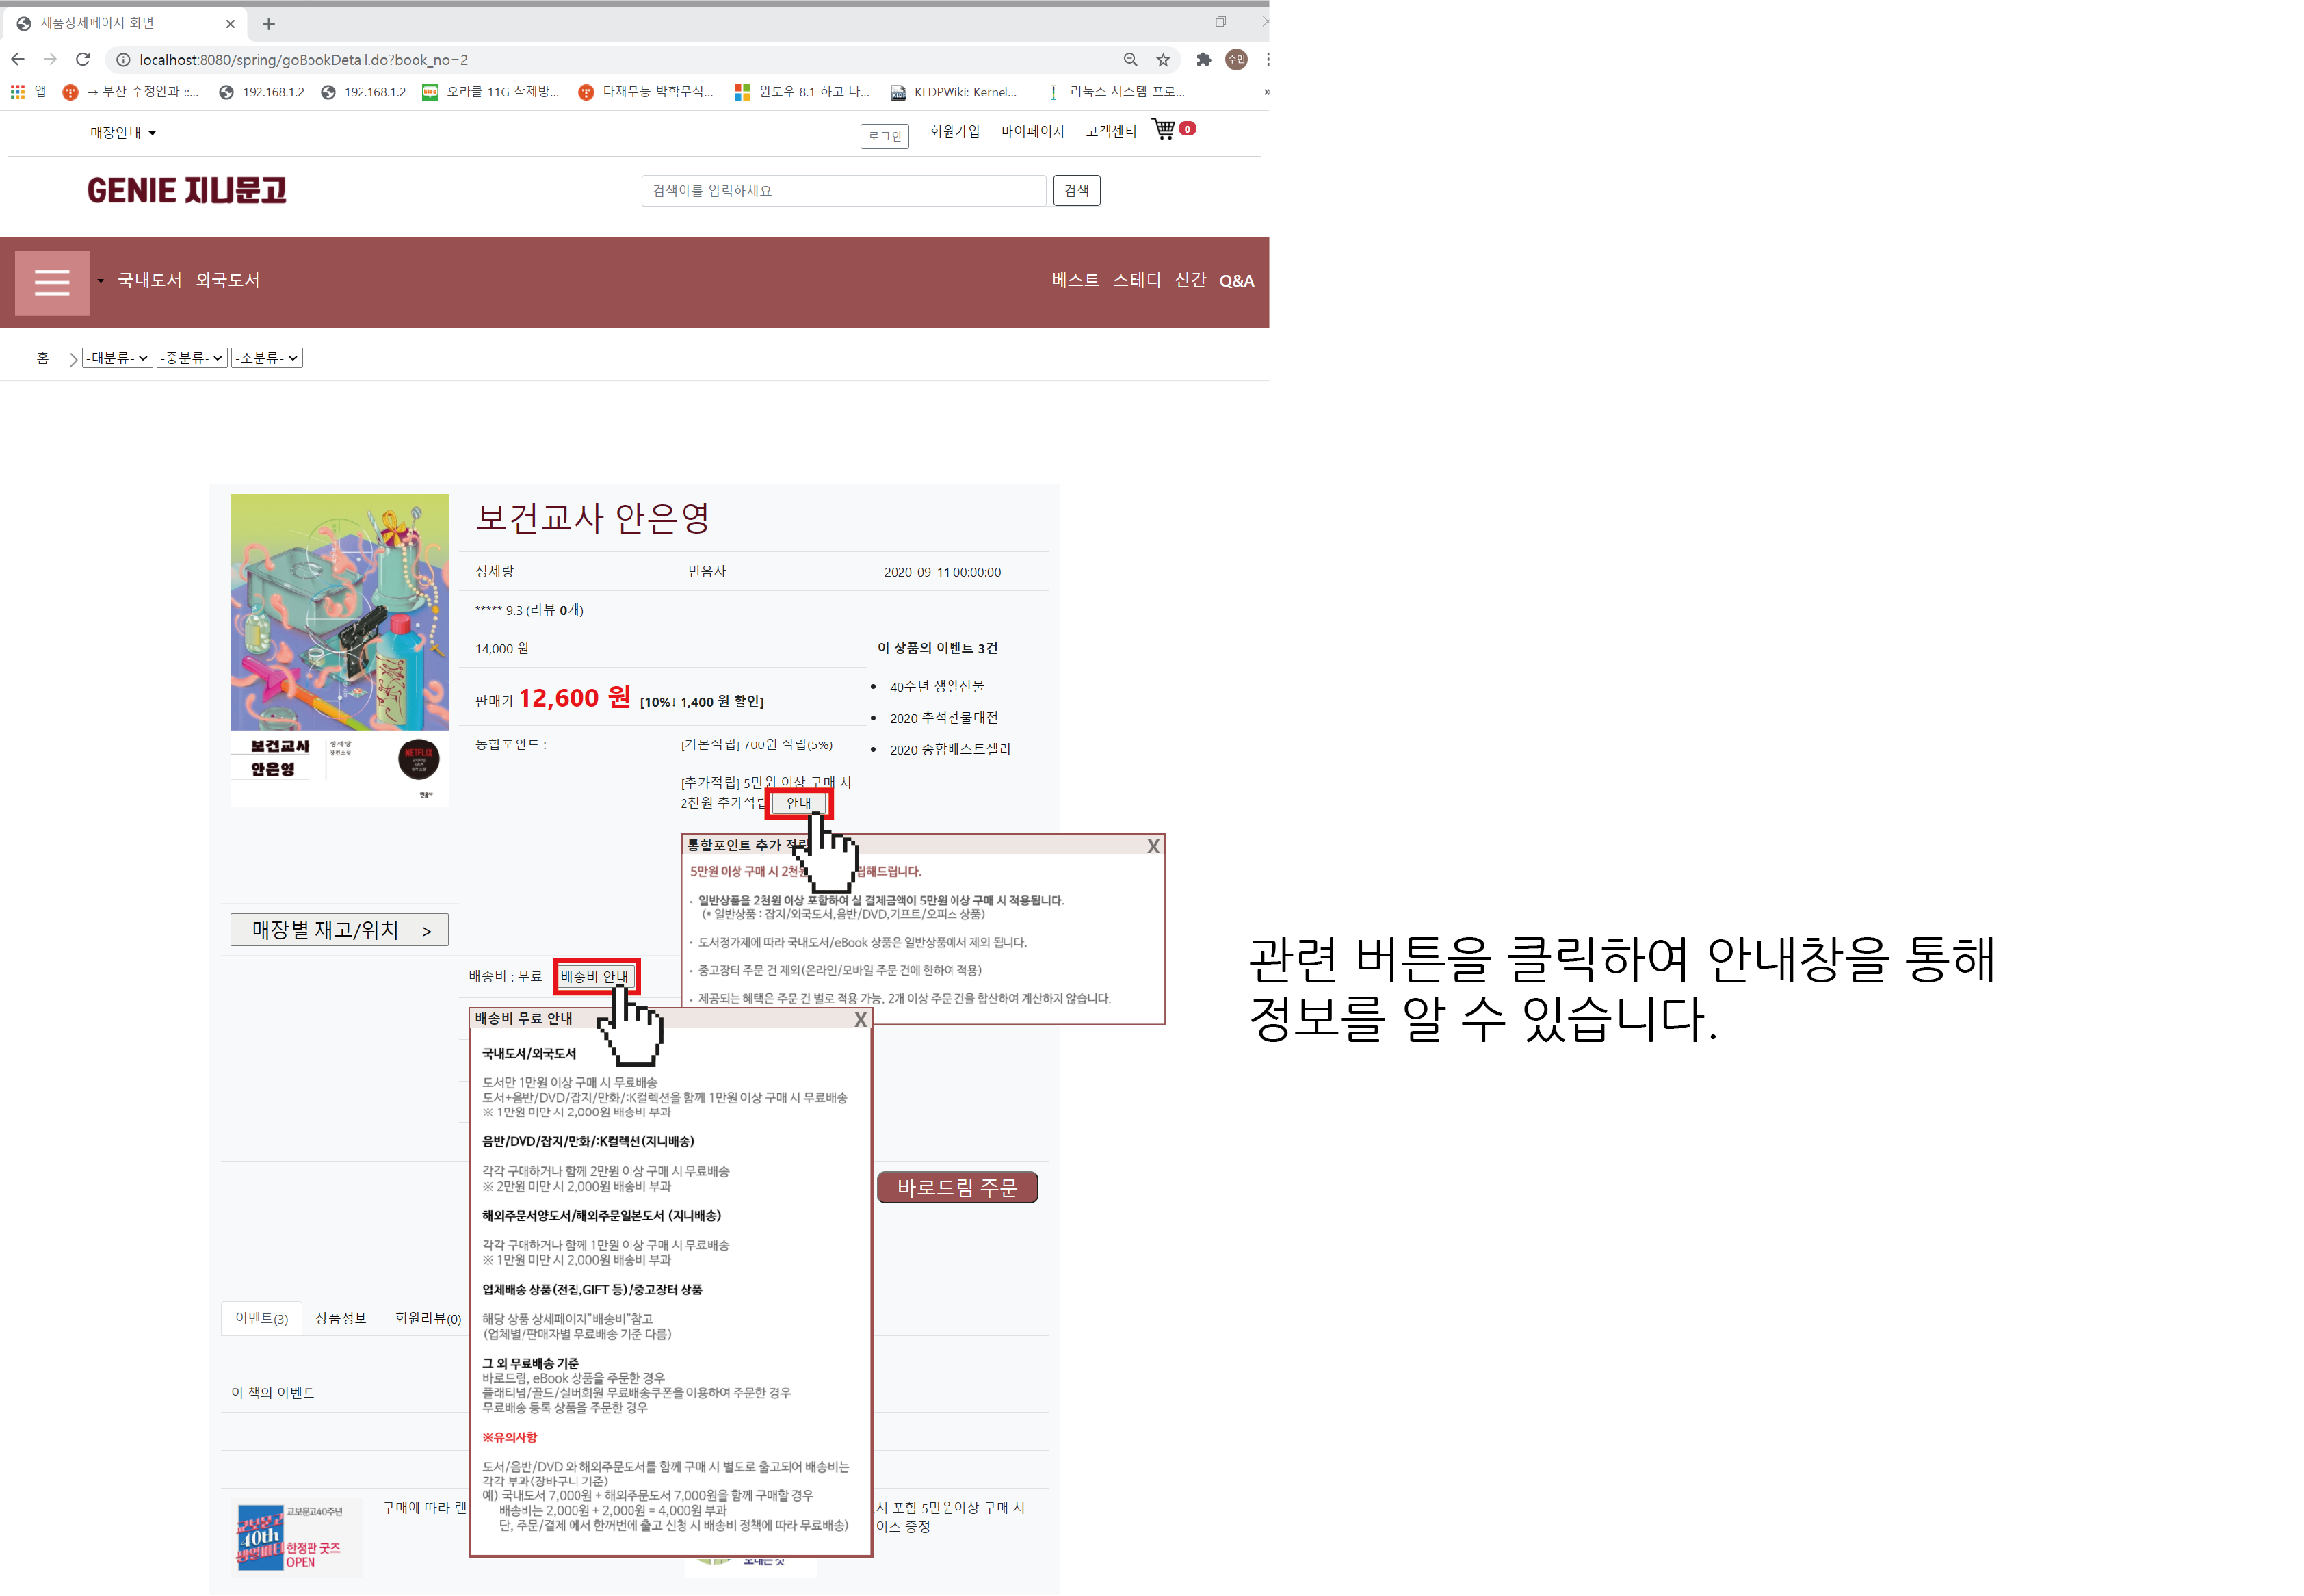 제품상세페이지 화면
localhost:8080/spring/goBookDetail.do?book_no=2
수민
앱
→ 부산 수정안과 ::...
192.168.1.2
192.168.1.2
오라클 11G 삭제방...
다재무능 박학무식...
윈도우 8.1 하고 나...
KLDPWiki: Kernel...
리눅스 시스템 프로...
매장안내
로그인
회원가입
마이페이지
고객센터
0
GENIE 지니문고
검색어를 입력하세요
검색
국내도서 외국도서
베스트 스테디 신간 Q&A
홈
-대분류-
-중분류-
-소분류-
보건교사 안은영
정세랑
민음사
2020-09-11 00:00:00
***** 9.3 (리뷰 0개)
14,000 원
이 상품의 이벤트 3건
판매가 12,600 원 [10%↓ 1,400 원 할인]
• 40주년 생일선물
• 2020 추석선물대전
• 2020 종합베스트셀러
통합포인트 :
[기본적립] 700원 적립(5%)
[추가적립] 5만원 이상 구매 시
2천원 추가적립
안내
보건교사
안은영
정세랑
장편소설
NETFLIX
민음사
통합포인트 추가 적
X
5만원 이상 구매 시 2천원
립해드립니다.
· 일반상품을 2천원 이상 포함하여 실 결제금액이 5만원 이상 구매 시 적용됩니다.
(* 일반상품 : 잡지/외국도서,음반/DVD,기프트/오피스 상품)
· 도서정가제에 따라 국내도서/eBook 상품은 일반상품에서 제외 됩니다.
· 중고장터 주문 건 제외(온라인/모바일 주문 건에 한하여 적용)
· 제공되는 혜택은 주문 건 별로 적용 가능, 2개 이상 주문 건을 합산하여 계산하지 않습니다.
매장별 재고/위치 >
배송비 : 무료
배송비 안내
배송비 무료 안내
X
국내도서/외국도서
도서만 1만원 이상 구매 시 무료배송
도서+음반/DVD/잡지/만화/:K컬렉션을 함께 1만원 이상 구매 시 무료배송
※ 1만원 미만 시 2,000원 배송비 부과
음반/DVD/잡지/만화/:K컬렉션(지니배송)
각각 구매하거나 함께 2만원 이상 구매 시 무료배송
※ 2만원 미만 시 2,000원 배송비 부과
해외주문서양도서/해외주문일본도서 (지니배송)
각각 구매하거나 함께 1만원 이상 구매 시 무료배송
※ 1만원 미만 시 2,000원 배송비 부과
업체배송 상품(전집,GIFT 등)/중고장터 상품
해당 상품 상세페이지"배송비"참고
(업체별/판매자별 무료배송 기준 다름)
그 외 무료배송 기준
바로드림, eBook 상품을 주문한 경우
플래티넘/골드/실버회원 무료배송쿠폰을 이용하여 주문한 경우
무료배송 등록 상품을 주문한 경우
※유의사항
도서/음반/DVD 와 해외주문도서를 함께 구매 시 별도로 출고되어 배송비는
각각 부과(장바구니 기준)
예) 국내도서 7,000원 + 해외주문도서 7,000원을 함께 구매할 경우
배송비는 2,000원 + 2,000원 = 4,000원 부과
단, 주문/결제 에서 한꺼번에 출고 신청 시 배송비 정책에 따라 무료배송)
바로드림 주문
이벤트(3)
상품정보
회원리뷰(0)
이 책의 이벤트
교보문고40주년
교보문고
40th
생일배터
한정판 굿즈
OPEN
구매에 따라 랜
서 포함 5만원이상 구매 시
이스 증정
관련 버튼을 클릭하여 안내창을 통해
정보를 알 수 있습니다.